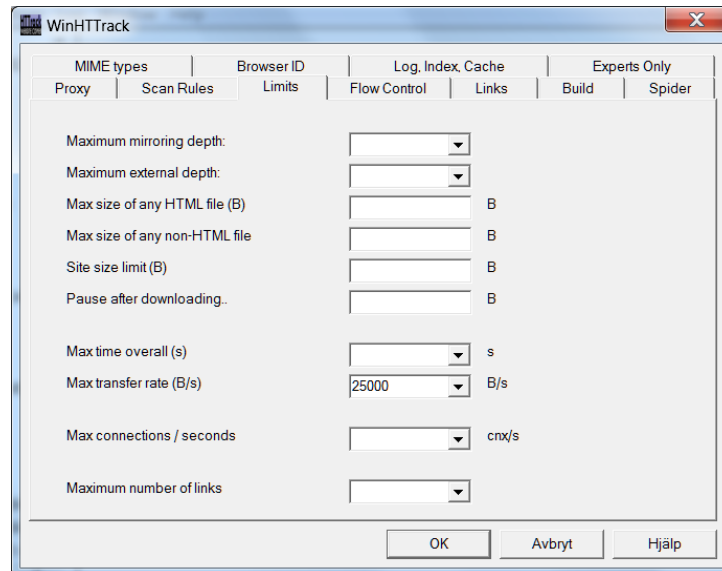 WinHTTrack
MIME types Browser ID Log, Index, Cache Experts Only
Proxy Scan Rules Limits Flow Control Links Build Spider
Maximum mirroring depth:
Maximum external depth:
Max size of any HTML file (B) B
Max size of any non-HTML file B
Site size limit (B) B
Pause after downloading.. B
Max time overall (s) s
Max transfer rate (B/s) 25000 B/s
Max connections / seconds cnx/s
Maximum number of links
OK Avbryt Hjälp